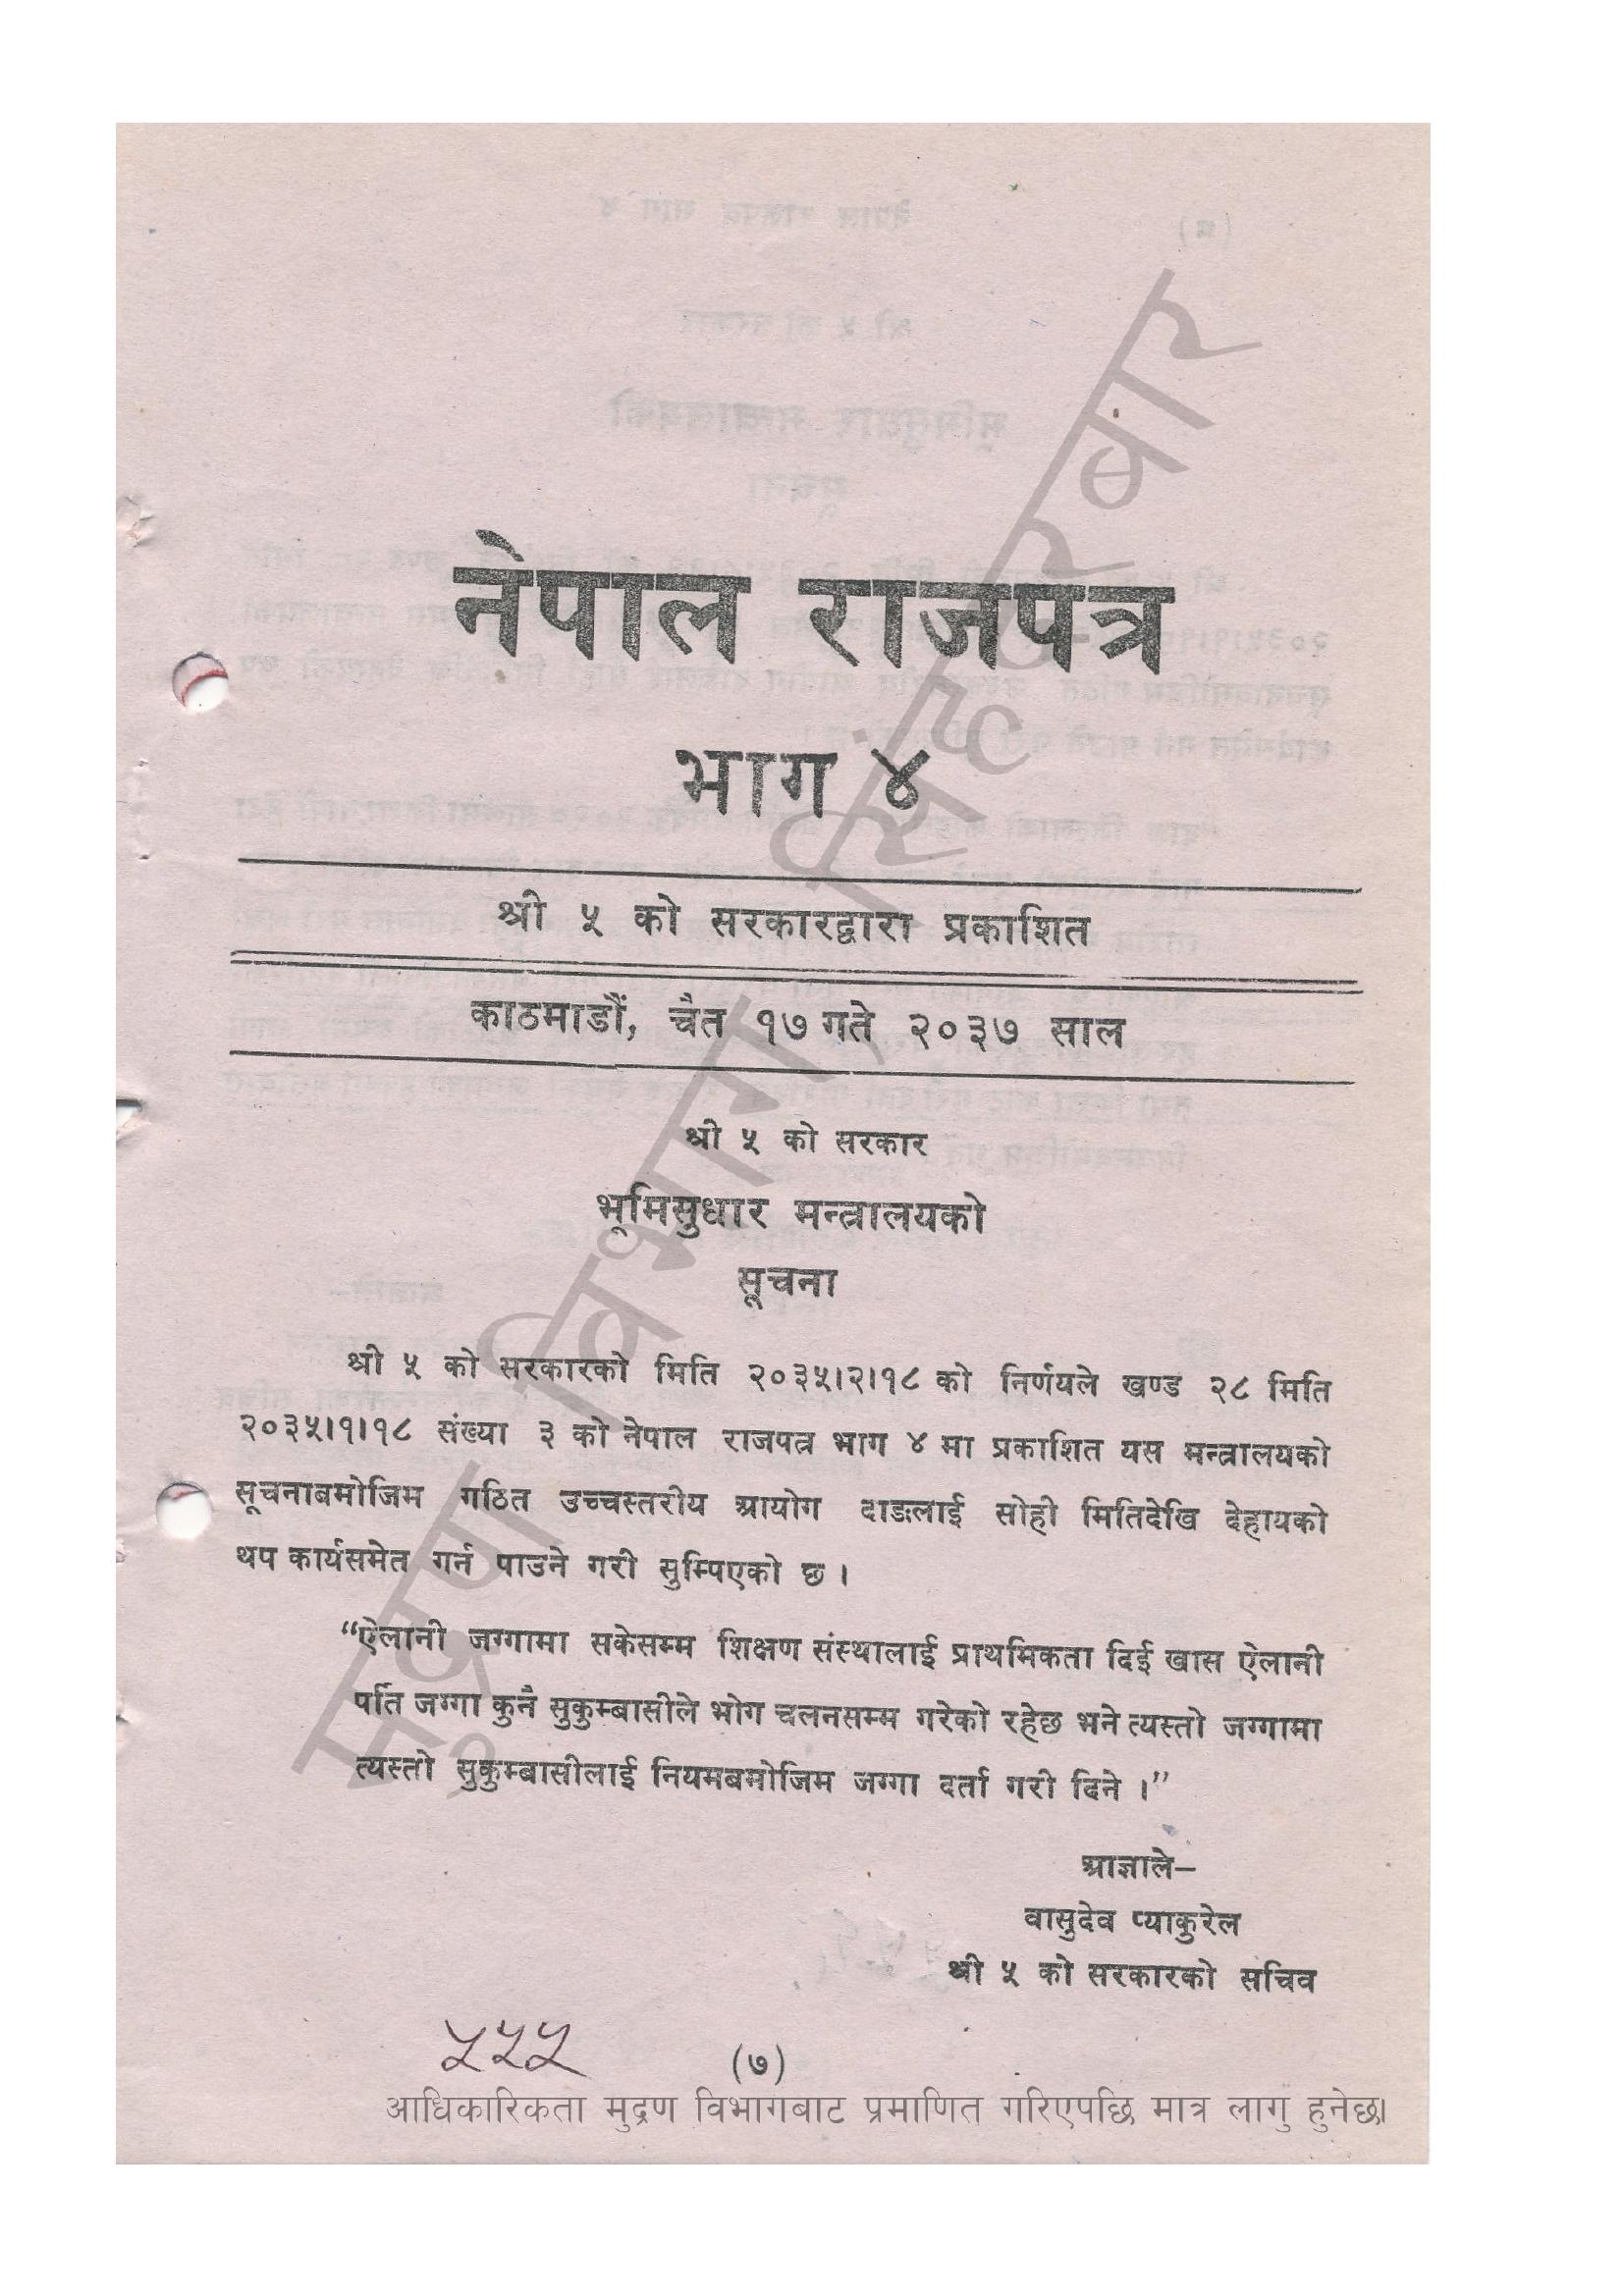 नेपाल राजपत्र
भाग ४
श्री ५ को सरकारद्वारा प्रकाशित
काठमाडौं, चैत १७ गते २०३७ साल
श्री ५ को सरकार
भूमिसुधार मन्त्रालयको
सूचना
श्री ५ को सरकारको मिति २०३५।२।१८ को निर्णयले खण्ड २८ मिति
२०३५।१।१८ संख्या ३ को नेपाल राजपत्र भाग ४ मा प्रकाशित यस मन्त्रालयको
सूचनाबमोजिम गठित उच्चस्तरीय आयोग दाङलाई सोही मितिदेखि देहायको
थप कार्यसमेत गर्न पाउने गरी सुम्पिएको छ ।
“ऐलानी जग्गामा सकेसम्म शिक्षण संस्थालाई प्राथमिकता दिई खास ऐलानी
पर्ति जग्गा कुनै सुकुम्बासीले भोग चलनसम्म गरेको रहेछ भने त्यस्तो जग्गामा
त्यस्तो सुकुम्बासीलाई नियमबमोजिम जग्गा दर्ता गरी दिने ।”
आज्ञाले–
वासुदेव प्याकुरेल
श्री ५ को सरकारको सचिव
५५५
(७)
आधिकारिकता मुद्रण विभागबाट प्रमाणित गरिएपछि मात्र लागु हुनेछ।
मुद्रण विभाग, सिंहदरबार